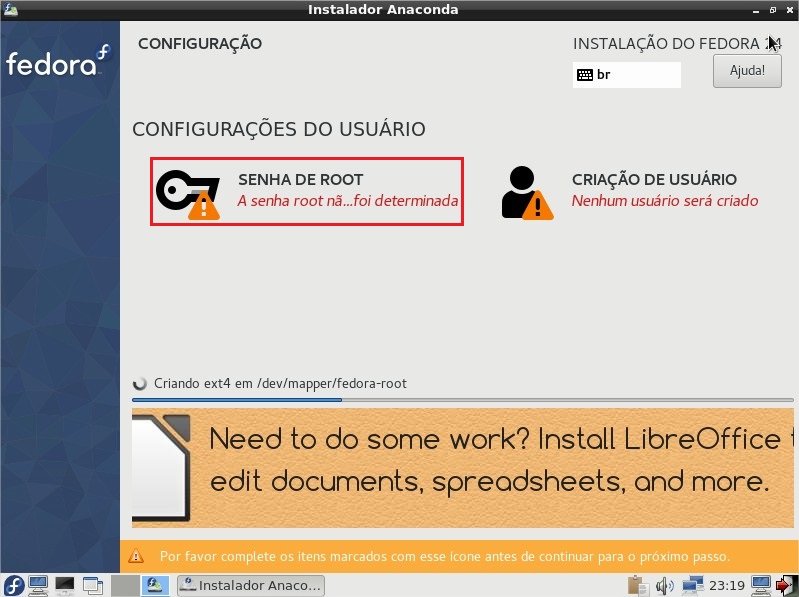 Instalador Anaconda
fedora
CONFIGURAÇÃO
INSTALAÇÃO DO FEDORA 24
br
Ajuda!
CONFIGURAÇÕES DO USUÁRIO
SENHA DE ROOT
A senha root nã...foi determinada
CRIAÇÃO DE USUÁRIO
Nenhum usuário será criado
Criando ext4 em /dev/mapper/fedora-root
Need to do some work? Install LibreOffice
edit documents, spreadsheets, and more.
Por favor complete os itens marcados com esse ícone antes de continuar para o próximo passo.
Instalador Anaco...
23:19